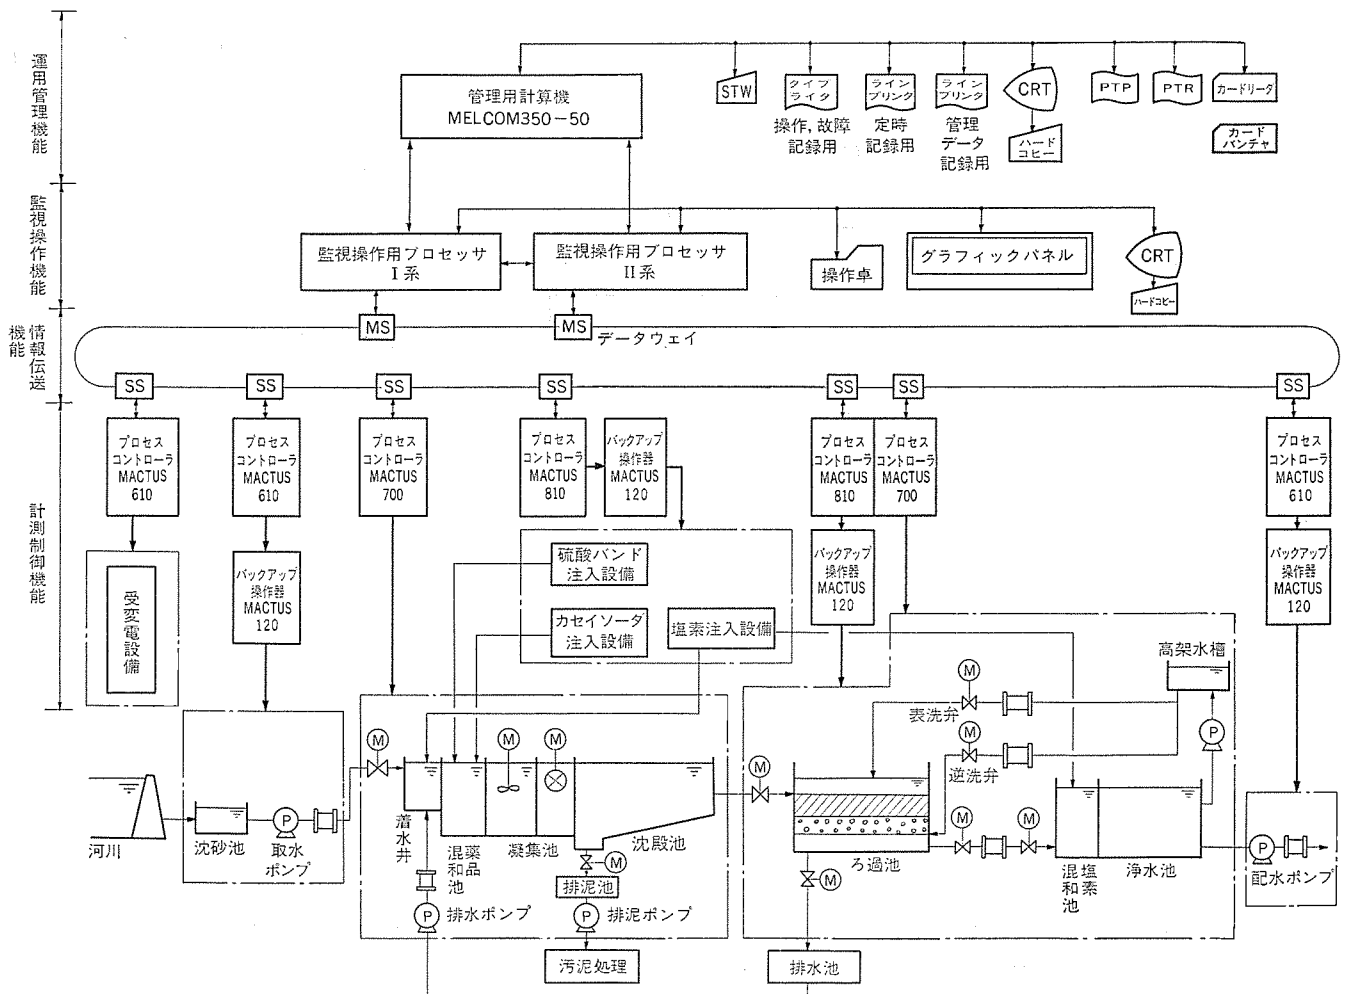 運用管理機能
管理用計算機
MELCOM350-50
STW
タイプ
ライタ
操作,故障
記録用
ライン
プリンタ
定時
記録用
ライン
プリンタ
管理
データ
記録用
CRT
ハード
コピー
PTP
PTR
カードリーダ
カード
パンチャ
監視操作機能
監視操作用プロセッサ
I系
監視操作用プロセッサ
II系
操作卓
グラフィックパネル
CRT
ハードコピー
情報伝送
機能
MS
MS
データウェイ
SS
SS
SS
SS
SS
SS
SS
計測制御機能
プロセス
コントローラ
MACTUS
610
プロセス
コントローラ
MACTUS
610
プロセス
コントローラ
MACTUS
700
プロセス
コントローラ
MACTUS
810
バックアップ
操作器
MACTUS
120
プロセス
コントローラ
MACTUS
810
プロセス
コントローラ
MACTUS
700
プロセス
コントローラ
MACTUS
610
受変電設備
バックアップ
操作器
MACTUS
120
硫酸バンド
注入設備
カセイソーダ
注入設備
塩素注入設備
バックアップ
操作器
MACTUS
120
バックアップ
操作器
MACTUS
120
高架水槽
M
表洗弁
M
逆洗弁
P
M
M
M
M
河川
沈砂池
P
取水
ポンプ
着水井
薬品
混和池
凝集池
沈殿池
M
排泥池
P
排水ポンプ
P
排泥ポンプ
汚泥処理
ろ過池
M
M
M
排水池
塩素
混和池
浄水池
P
配水ポンプ